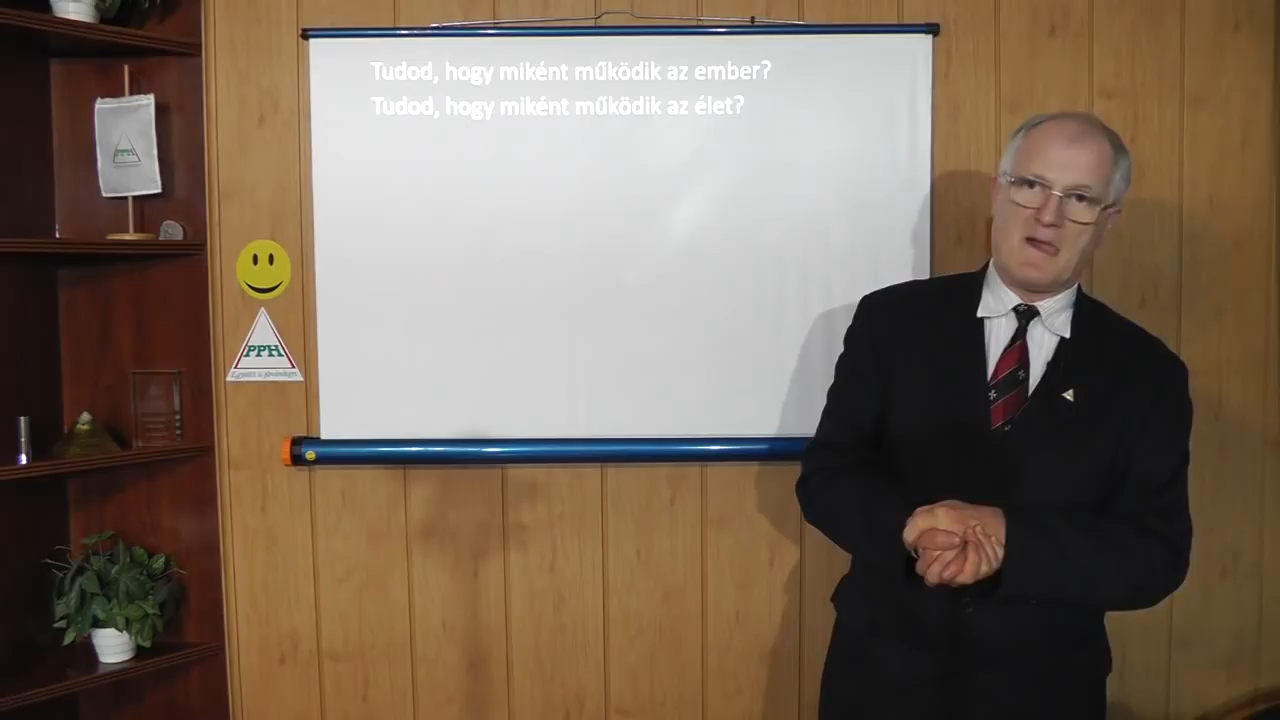 Tudod, hogy miként működik az ember?
Tudod, hogy miként működik az élet?
PPH
PPH